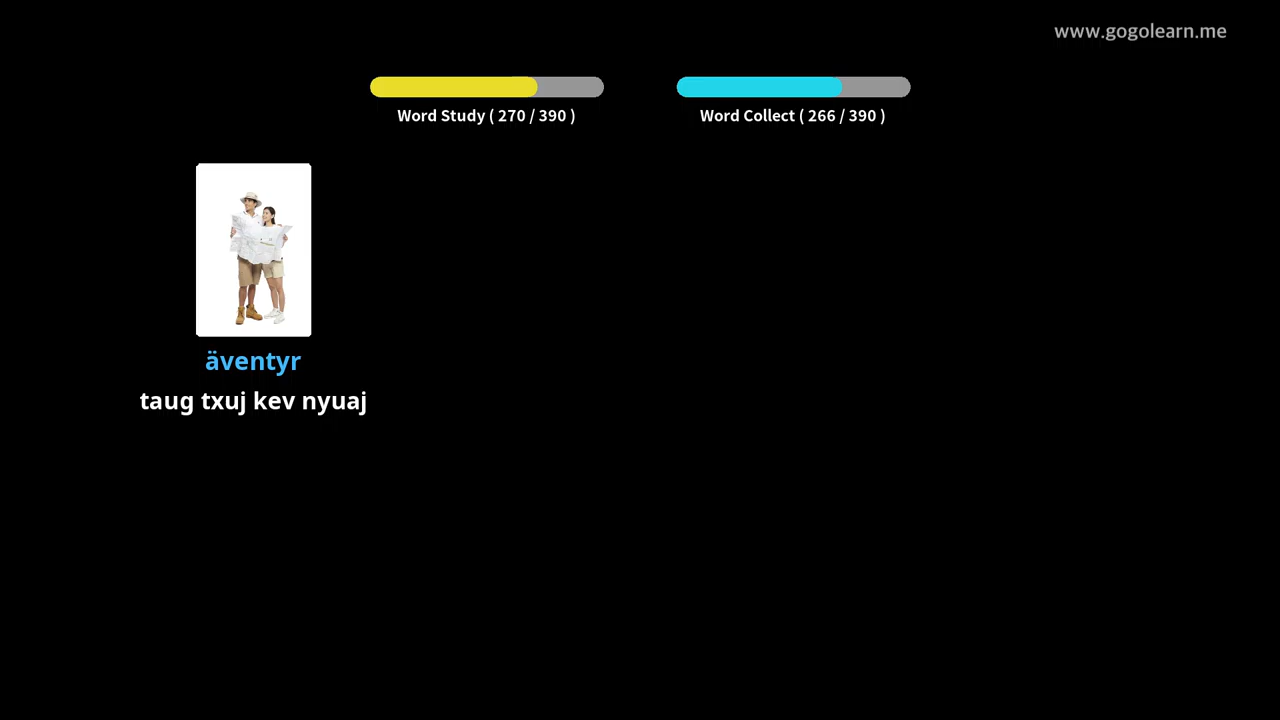 www.gogolearn.me
Word Study ( 270 / 390 )
Word Collect ( 266 / 390 )
äventyr
taug txuj kev nyuaj